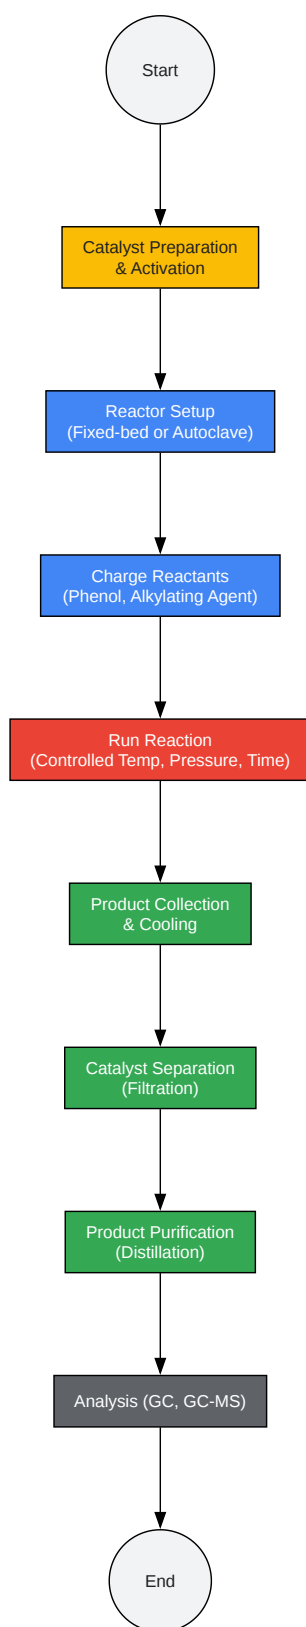 Start
Catalyst Preparation
& Activation
Reactor Setup
(Fixed-bed or Autoclave)
Charge Reactants
(Phenol, Alkylating Agent)
Run Reaction
(Controlled Temp, Pressure, Time)
Product Collection
& Cooling
Catalyst Separation
(Filtration)
Product Purification
(Distillation)
Analysis (GC, GC-MS)
End